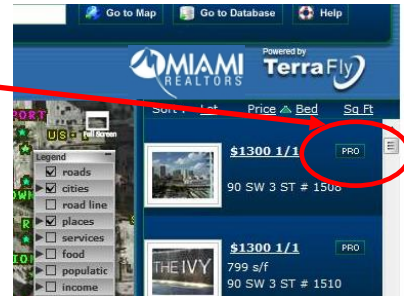 Go to Map Go to Database Help
MIAMI
REALTORS
Powered by
TerraFly
Price Bed Sq Ft
US-1
Full Screen
Legend
roads
cities
road line
places
services
food
populatic
income
$1300 1/1 PRO
90 SW 3 ST # 1508
THE IVY
$1300 1/1 PRO
799 s/f
90 SW 3 ST # 1510